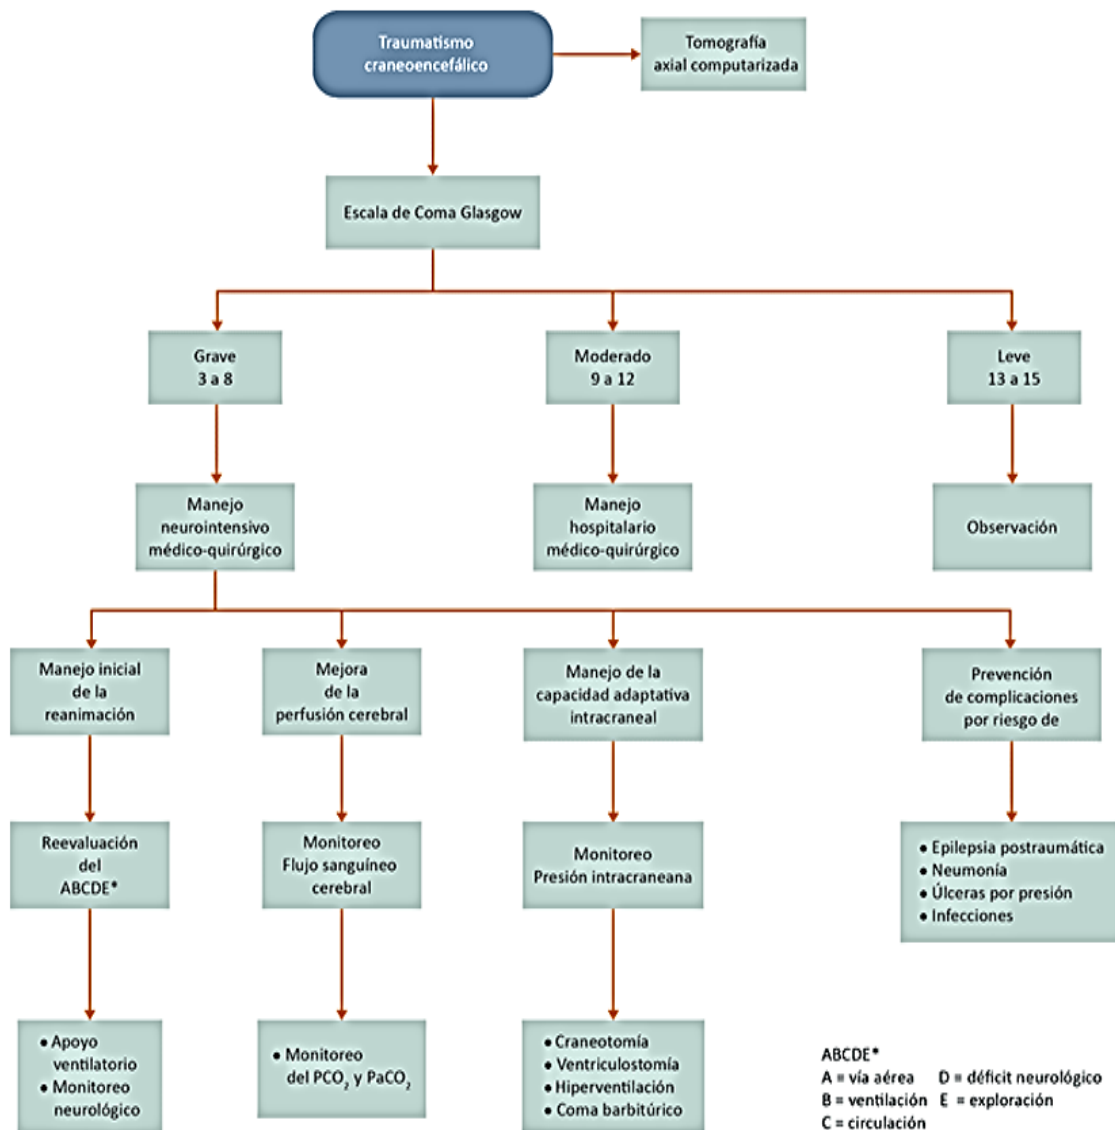 Traumatismo
craneoencefálico
Tomografía
axial computarizada
Escala de Coma Glasgow
Grave
3 a 8
Moderado
9 a 12
Leve
13 a 15
Manejo
neurointensivo
médico-quirúrgico
Manejo
hospitalario
médico-quirúrgico
Observación
Manejo inicial
de la
reanimación
Mejora
de la
perfusión cerebral
Manejo de la
capacidad adaptativa
intracraneal
Prevención
de complicaciones
por riesgo de
Reevaluación
del
ABCDE*
Monitoreo
Flujo sanguíneo
cerebral
Monitoreo
Presión intracraneana
● Epilepsia postraumática
● Neumonía
● Úlceras por presión
● Infecciones
● Apoyo
ventilatorio
● Monitoreo
neurológico
● Monitoreo
del PCO₂ y PaCO₂
● Craneotomía
● Ventriculostomía
● Hiperventilación
● Coma barbitúrico
ABCDE*
A = vía aérea D = déficit neurológico
B = ventilación E = exploración
C = circulación